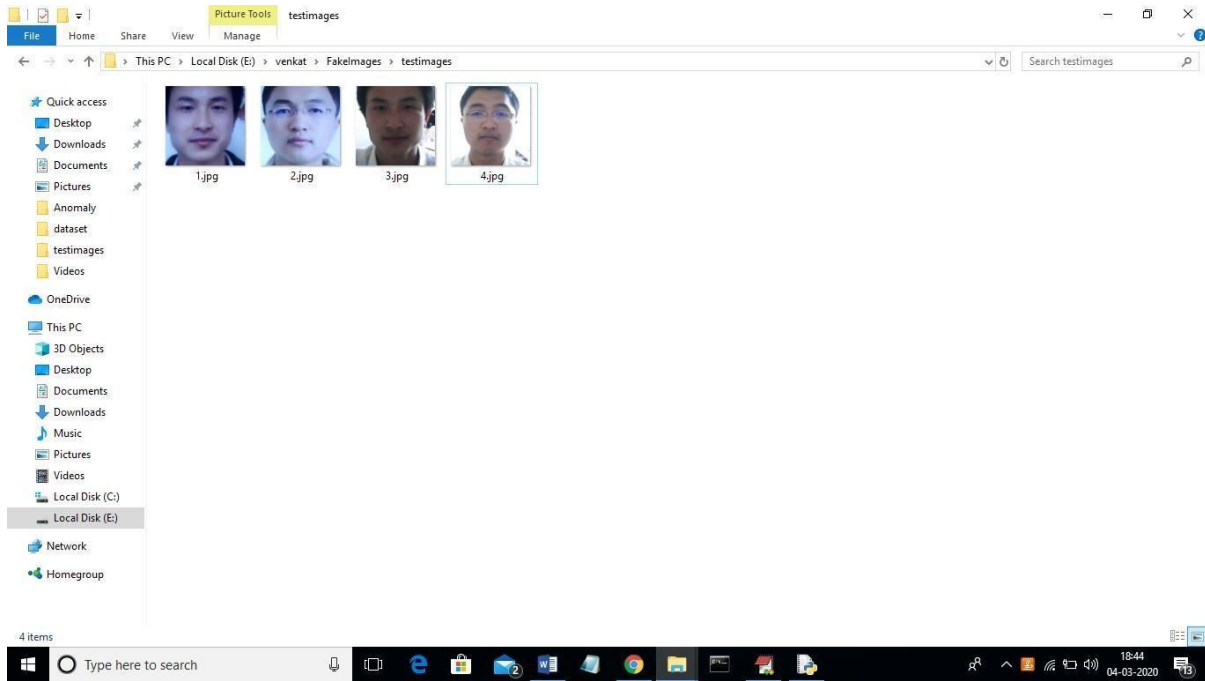 Picture Tools testimages
File Home Share View Manage
This PC > Local Disk (E:) > venkat > FakeImages > testimages
Search testimages
Quick access
Desktop
Downloads
Documents
Pictures
Anomaly
dataset
testimages
Videos
OneDrive
This PC
3D Objects
Desktop
Documents
Downloads
Music
Pictures
Videos
Local Disk (C:)
Local Disk (E:)
Network
Homegroup
1.jpg 2.jpg 3.jpg 4.jpg
4 items
Type here to search
2
18:44
04-03-2020
13